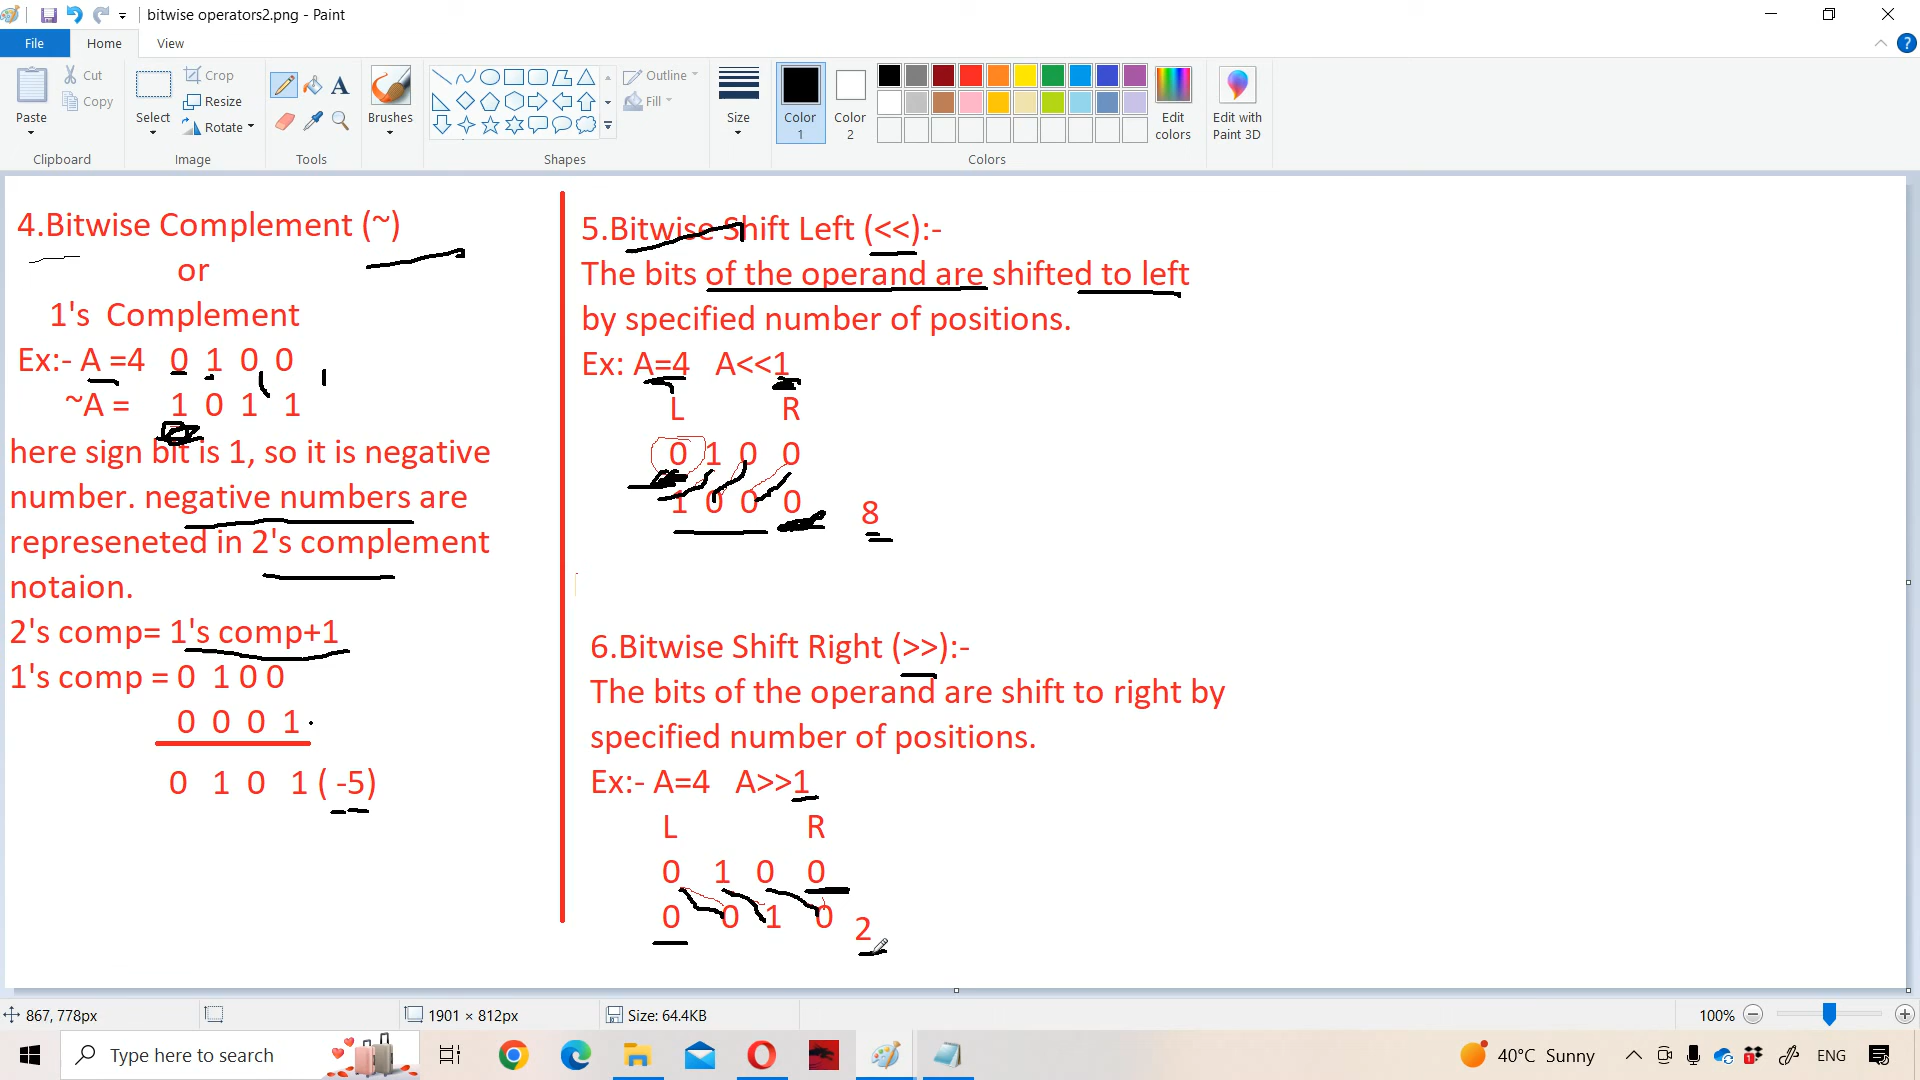 bitwise operators2.png - Paint
File
Home
View
Paste
Cut
Copy
Clipboard
Select
Crop
Resize
Rotate
Image
Tools
Brushes
Outline
Fill
Shapes
Size
Color 1
Color 2
Edit colors
Edit with Paint 3D
Colors
4.Bitwise Complement (~)
or
1's Complement
Ex:- A =4 0 1 0 0
~A = 1 0 1 1
here sign bit is 1, so it is negative
number. negative numbers are
represeneted in 2's complement
notaion.
2's comp= 1's comp+1
1's comp = 0 1 0 0
0 0 0 1
0 1 0 1 ( -5)
5.Bitwise Shift Left (<<):-
The bits of the operand are shifted to left
by specified number of positions.
Ex: A=4 A<<1
L R
0 1 0 0
1 0 0 0 8
6.Bitwise Shift Right (>>):-
The bits of the operand are shift to right by
specified number of positions.
Ex:- A=4 A>>1
L R
0 1 0 0
0 0 1 0 2
867, 778px
1901 × 812px
Size: 64.4KB
100%
Type here to search
40°C Sunny
ENG